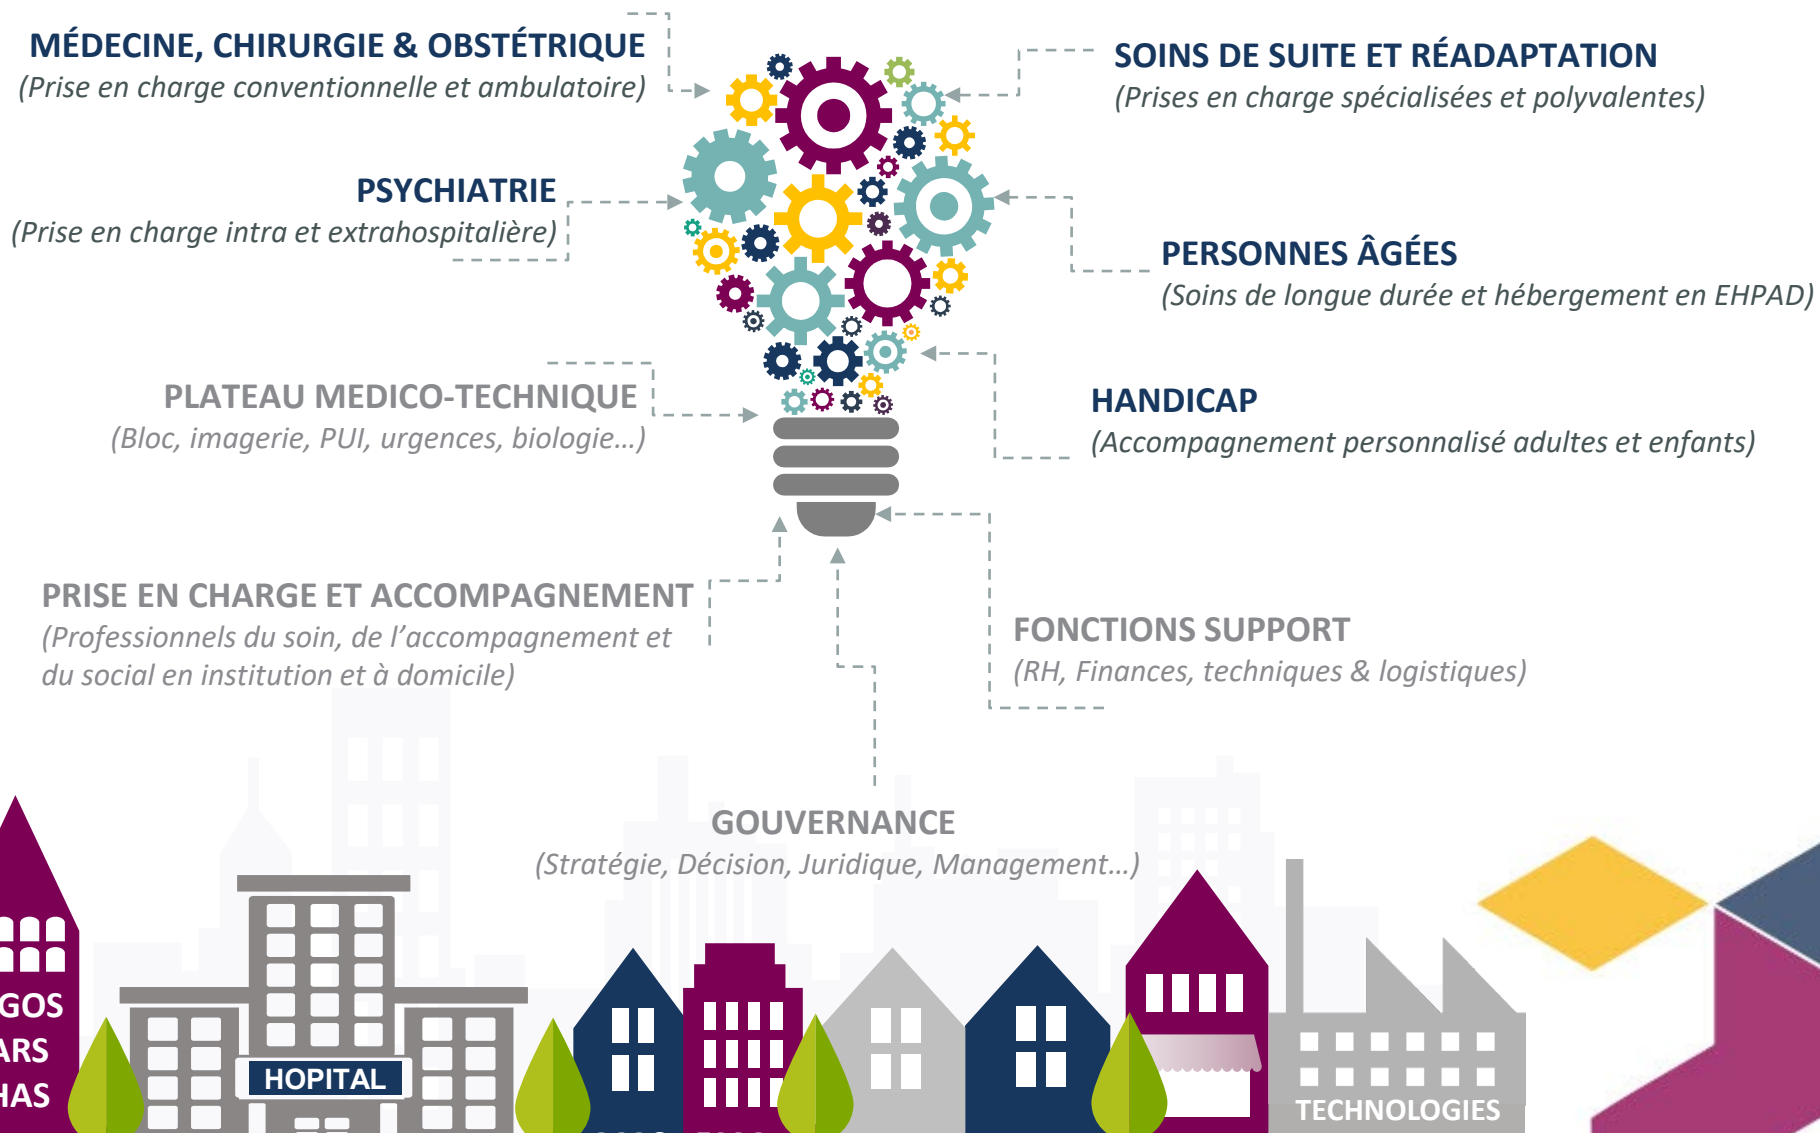 MÉDECINE, CHIRURGIE & OBSTÉTRIQUE
(Prise en charge conventionnelle et ambulatoire)
SOINS DE SUITE ET RÉADAPTATION
(Prises en charge spécialisées et polyvalentes)
PSYCHIATRIE
(Prise en charge intra et extrahospitalière)
PERSONNES ÂGÉES
(Soins de longue durée et hébergement en EHPAD)
PLATEAU MEDICO-TECHNIQUE
(Bloc, imagerie, PUI, urgences, biologie…)
HANDICAP
(Accompagnement personnalisé adultes et enfants)
PRISE EN CHARGE ET ACCOMPAGNEMENT
(Professionnels du soin, de l’accompagnement et
du social en institution et à domicile)
FONCTIONS SUPPORT
(RH, Finances, techniques & logistiques)
GOUVERNANCE
(Stratégie, Décision, Juridique, Management…)
GOS
ARS
HAS
HOPITAL
TECHNOLOGIES